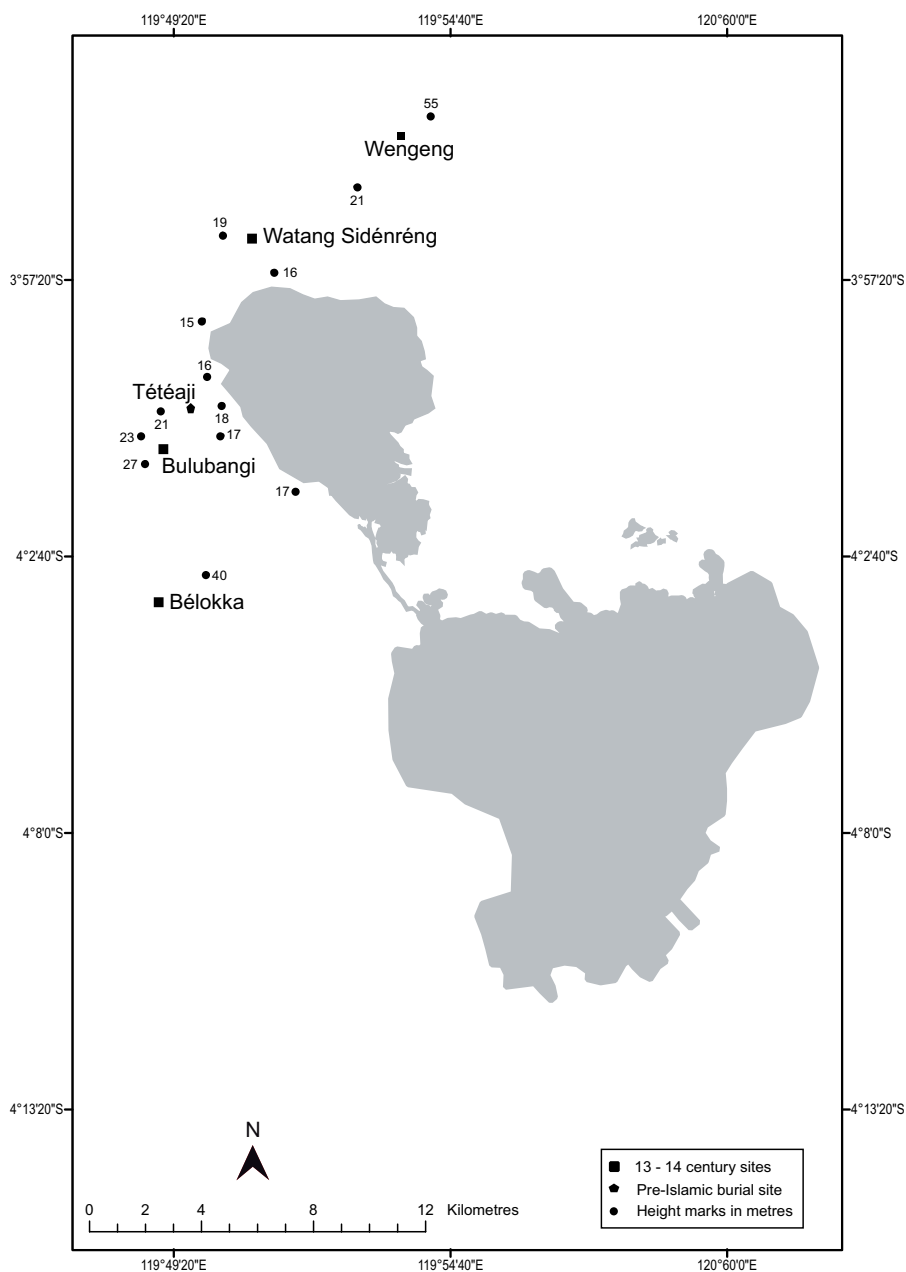 119°49'20"E 119°54'40"E 120°6'0"E
55
Wengeng
21
19
Watang Sidénréng
16
3°57'20"S 3°57'20"S
15
16
Tétéaji
18
21
23 17
Bulubangi
27
17
4°2'40"S 4°2'40"S
40
Bélokka
4°8'0"S 4°8'0"S
4°13'20"S 4°13'20"S
N
13 - 14 century sites
Pre-Islamic burial site
Height marks in metres
0 2 4 8 12 Kilometres
119°49'20"E 119°54'40"E 120°6'0"E